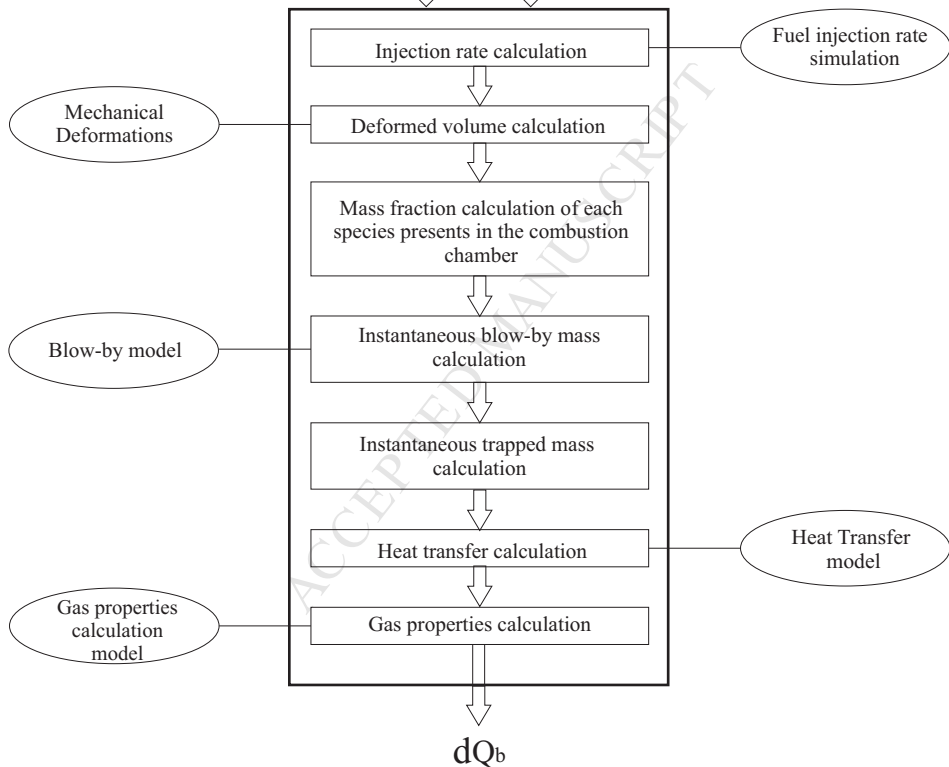 Injection rate calculation
Fuel injection rate
simulation
Mechanical
Deformations
Deformed volume calculation
Mass fraction calculation of each
species presents in the combustion
chamber
Blow-by model
Instantaneous blow-by mass
calculation
Instantaneous trapped mass
calculation
Heat transfer calculation
Heat Transfer
model
Gas properties
calculation
model
Gas properties calculation
dQb
ACCEPTED MANUSCRIPT